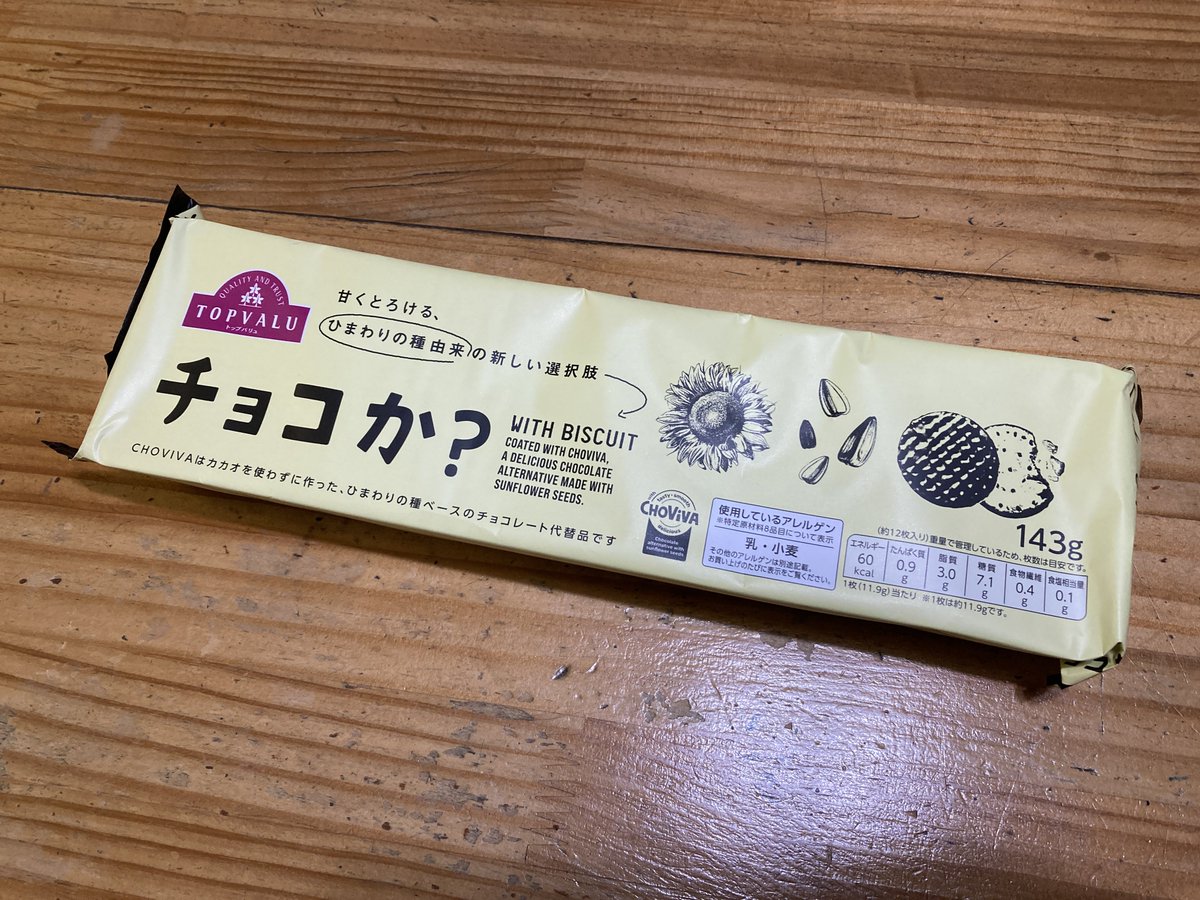 QUALITY AND TRUST
TOPVALU
トップバリュ
甘くとろける、
ひまわりの種由来の新しい選択肢
チョコか?
WITH BISCUIT
COATED WITH CHOVIVA,
A DELICIOUS CHOCOLATE
ALTERNATIVE MADE WITH
SUNFLOWER SEEDS.
CHOVIVAはカカオを使わずに作った、ひまわりの種ベースのチョコレート代替品です
tasty・smooth
CHOVIVA
delicious
Chocolate
alternative with
sunflower seeds
使用しているアレルゲン
※特定原材料8品目について表示
乳・小麦
その他のアレルゲンは別途記載。
お買い上げのたびに表示をご覧ください。
143g
(約12枚入り)重量で管理しているため、枚数は目安です。
エネルギー 60 kcal
たんぱく質 0.9 g
脂質 3.0 g
糖質 7.1 g
食物繊維 0.4 g
食塩相当量 0.1 g
1枚(11.9g)当たり ※1枚は約11.9gです。